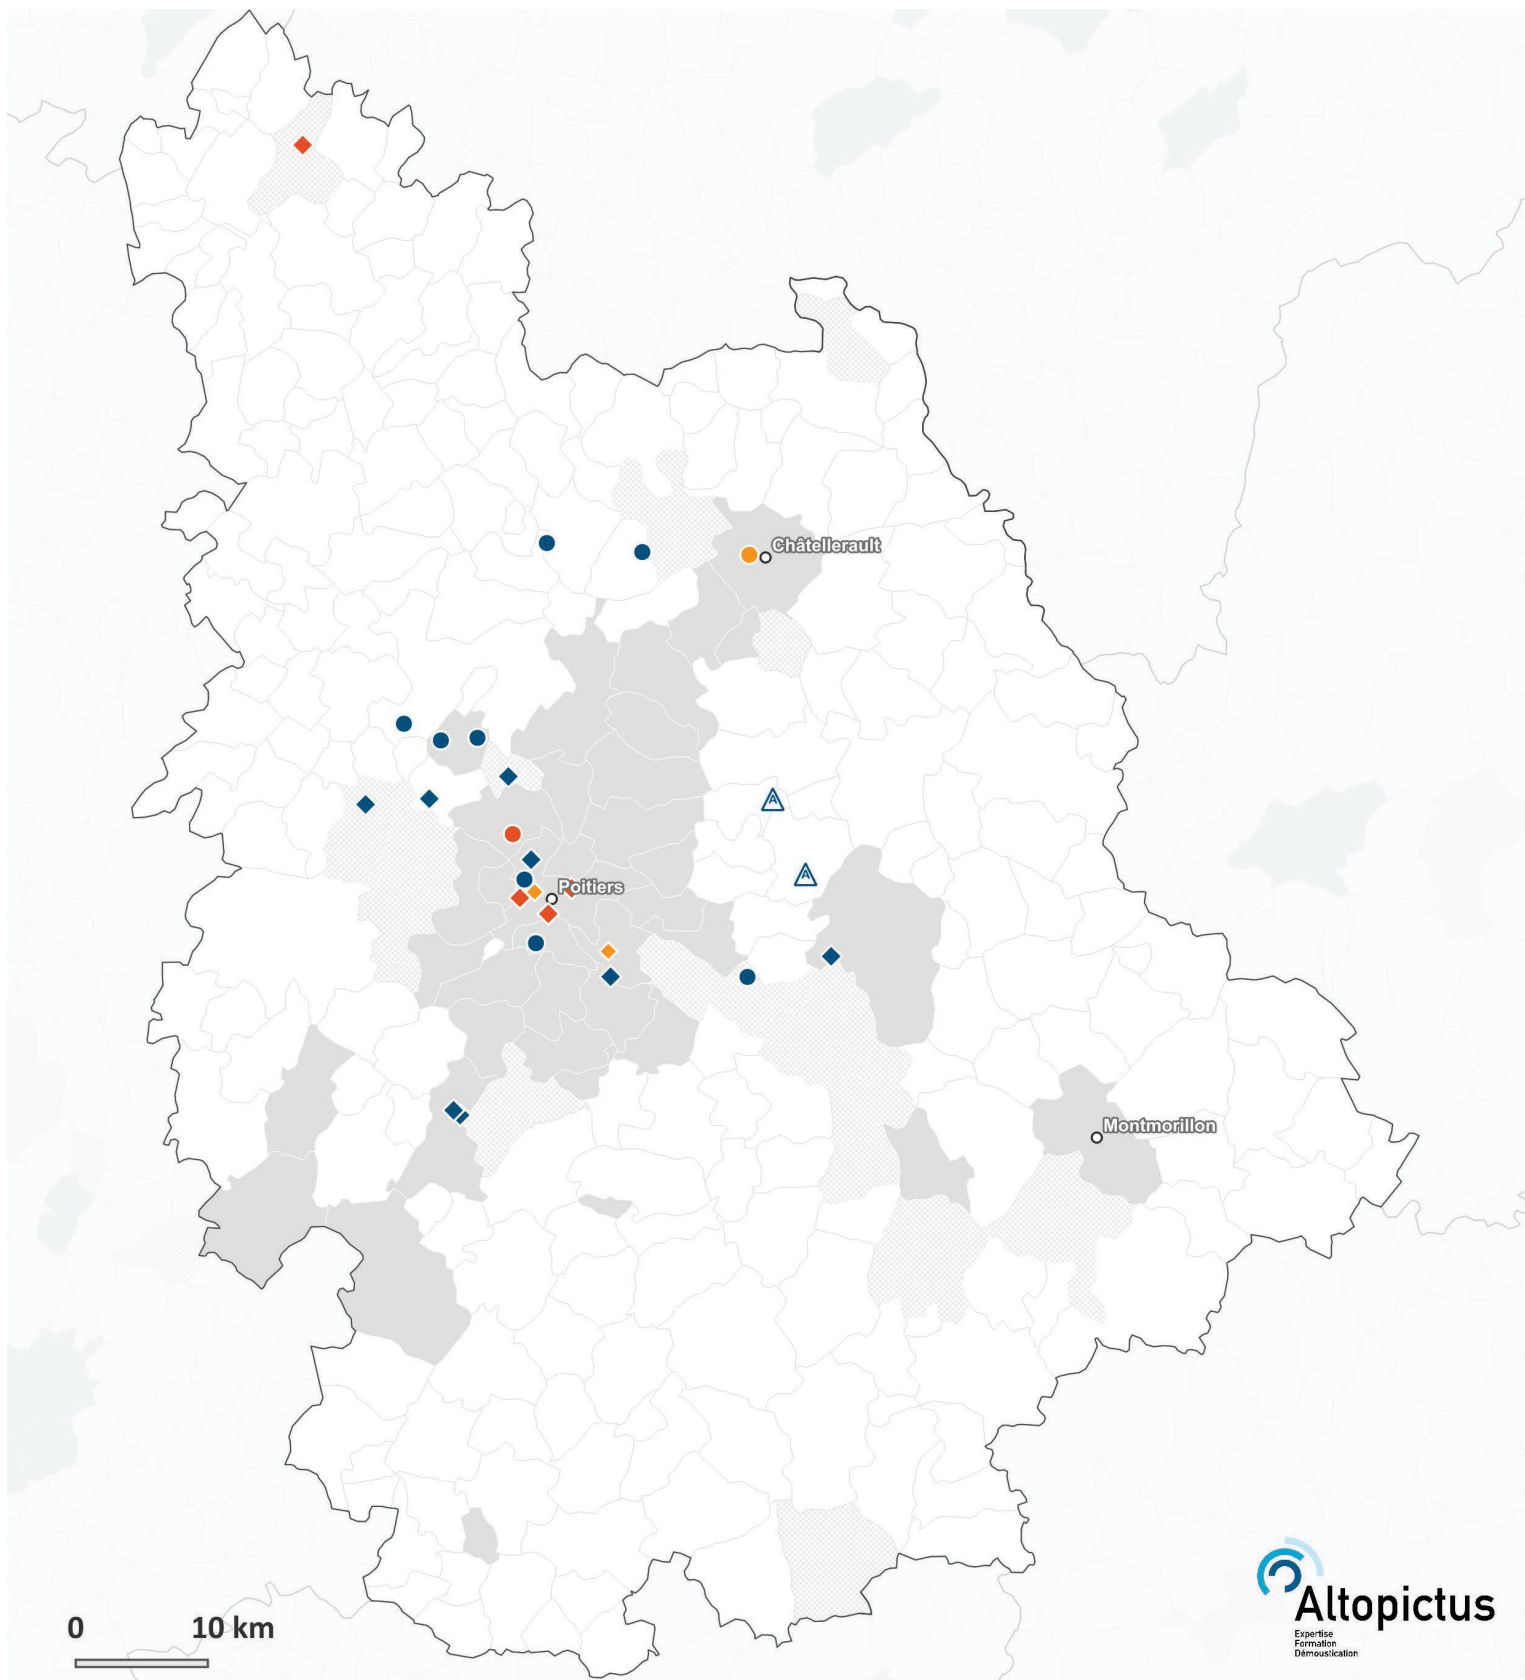 Châtellerault
A
A
Poitiers
Montmorillon
0 10 km
Altopictus
Expertise
Formation
Démoustication